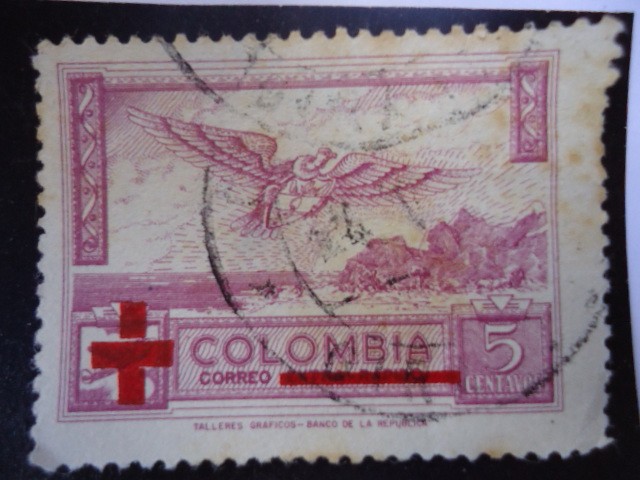 COLOMBIA
CORREO
5
CENTAVOS
TALLERES GRAFICOS – BANCO DE LA REPUBLICA